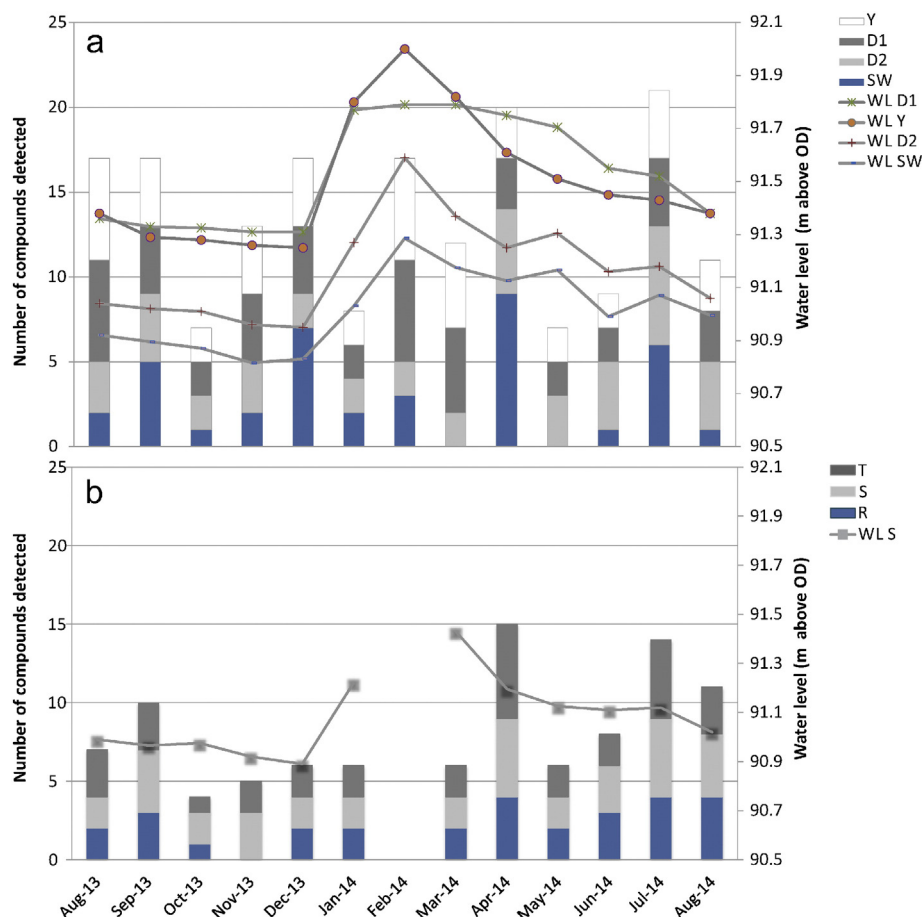 a
Number of compounds detected
25
20
15
10
5
0
92.1
91.9
91.7
91.5
91.3
91.1
90.9
90.7
90.5
Water level (m above OD)
Y
D1
D2
SW
WL D1
WL Y
WL D2
WL SW
b
Number of compounds detected
25
20
15
10
5
0
92.1
91.9
91.7
91.5
91.3
91.1
90.9
90.7
90.5
Water level (m above OD)
T
S
R
WL S
Aug-13
Sep-13
Oct-13
Nov-13
Dec-13
Jan-14
Feb-14
Mar-14
Apr-14
May-14
Jun-14
Jul-14
Aug-14